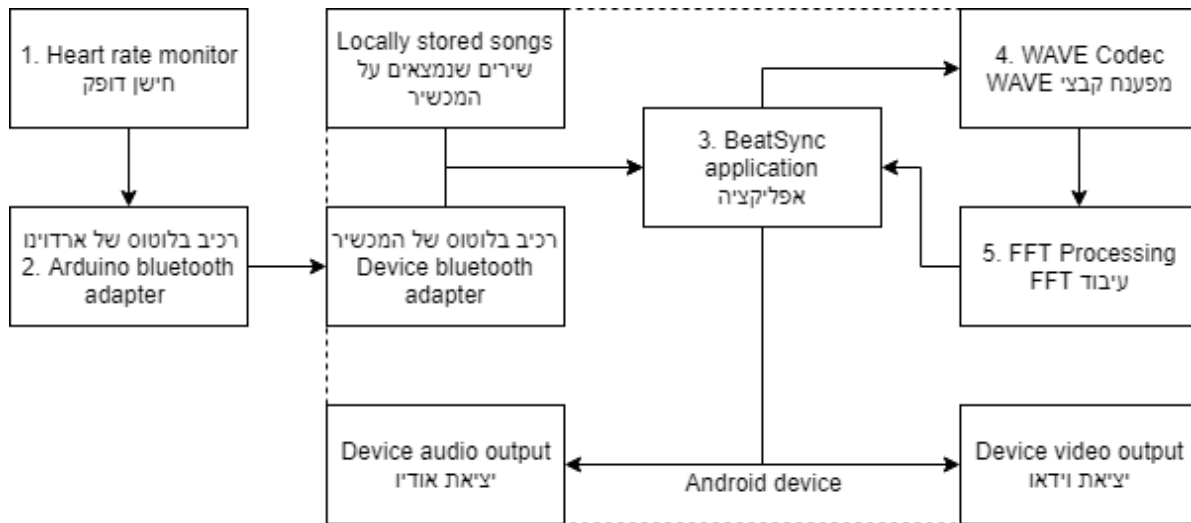 1. Heart rate monitor
חישן דופק
Locally stored songs
שירים שנמצאים על
המכשיר
4. WAVE Codec
מפענח קבצי WAVE
3. BeatSync
application
אפליקציה
רכיב בלוטוס של ארדוינו
2. Arduino bluetooth
adapter
רכיב בלוטוס של המכשיר
Device bluetooth
adapter
5. FFT Processing
עיבוד FFT
Device audio output
יציאת אודיו
Android device
Device video output
יציאת וידאו